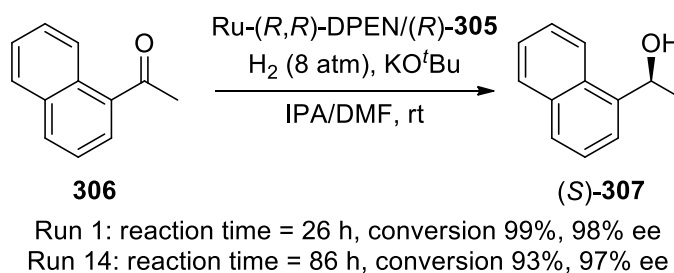 Ru-(R,R)-DPEN/(R)-305
H₂ (8 atm), KOᵗBu
IPA/DMF, rt
O
OH
306
(S)-307
Run 1: reaction time = 26 h, conversion 99%, 98% ee
Run 14: reaction time = 86 h, conversion 93%, 97% ee